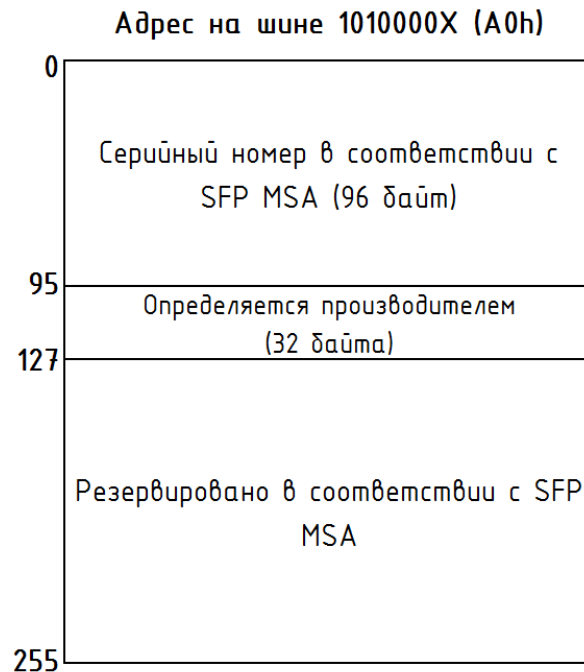 Адрес на шине 1010000X (A0h)
0
Серийный номер в соответствии с
SFP MSA (96 байт)
95
Определяется производителем
(32 байта)
127
Резервировано в соответствии с SFP
MSA
255